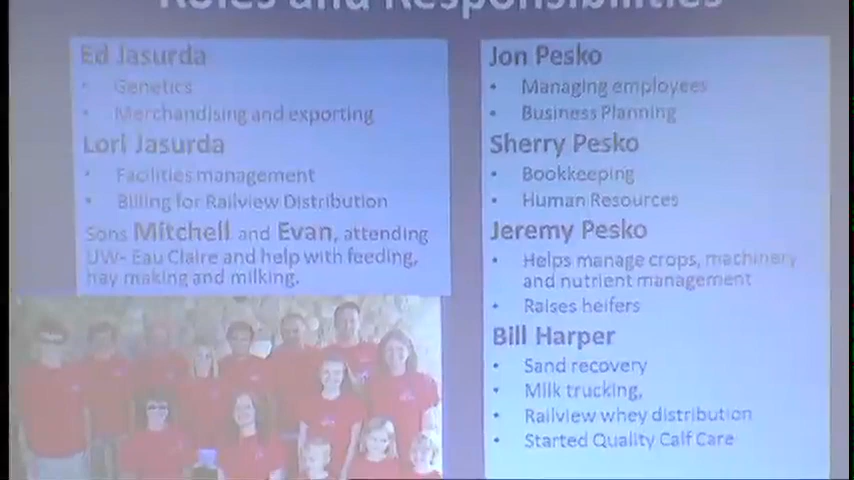 Roles and Responsibilities
Ed Jasurda
• Genetics
• Merchandising and exporting
Lori Jasurda
• Facilities management
• Billing for Railview Distribution
Sons Mitchell and Evan, attending
UW- Eau Claire and help with feeding,
hay making and milking.
Jon Pesko
• Managing employees
• Business Planning
Sherry Pesko
• Bookkeeping
• Human Resources
Jeremy Pesko
• Helps manage crops, machinery
and nutrient management
• Raises heifers
Bill Harper
• Sand recovery
• Milk trucking,
• Railview whey distribution
• Started Quality Calf Care